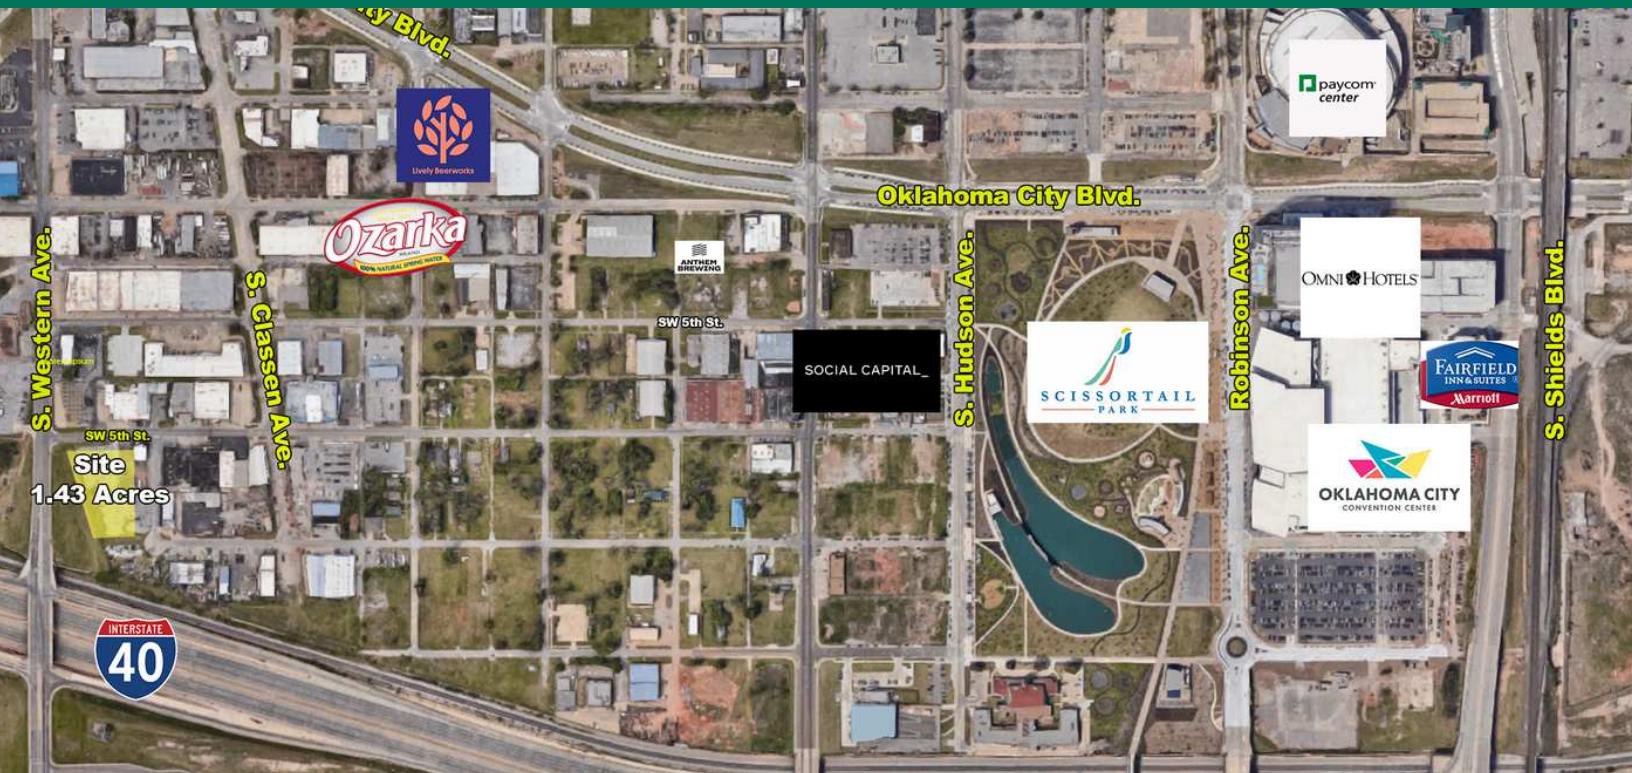 ity Blvd.
paycom
center
Lively Beerworks
Oklahoma City Blvd.
Ozarka
BRAND
100% NATURAL SPRING WATER
ANTHEM
BREWING
S. Western Ave.
S. Classen Ave.
S. Hudson Ave.
Robinson Ave.
OMNI HOTELS
S. Shields Blvd.
SW 5th St.
SOCIAL CAPITAL_
SCISSORTAIL
PARK
FAIRFIELD
INN & SUITES
Marriott
SW 5th St.
Site
1.43 Acres
OKLAHOMA CITY
CONVENTION CENTER
INTERSTATE
40